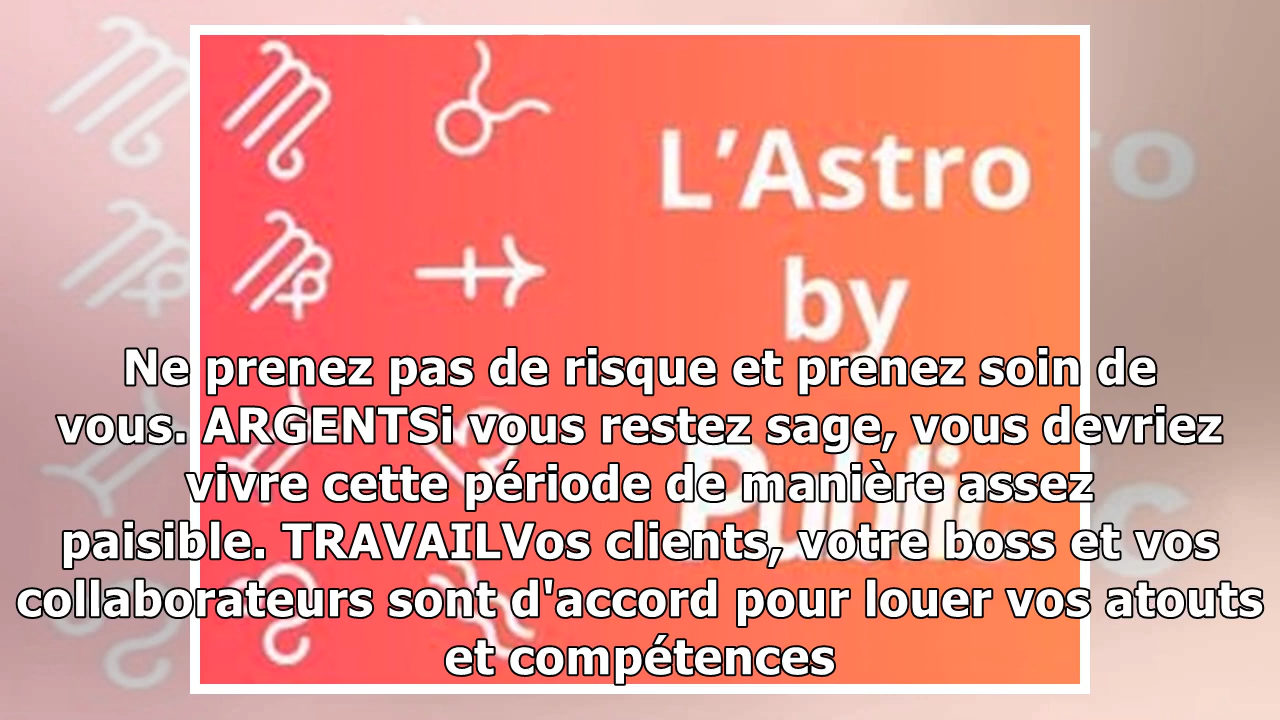 L'Astro
by
Public
Ne prenez pas de risque et prenez soin de
vous. ARGENTSi vous restez sage, vous devriez
vivre cette période de manière assez
paisible. TRAVAILVos clients, votre boss et vos
collaborateurs sont d'accord pour louer vos atouts
et compétences